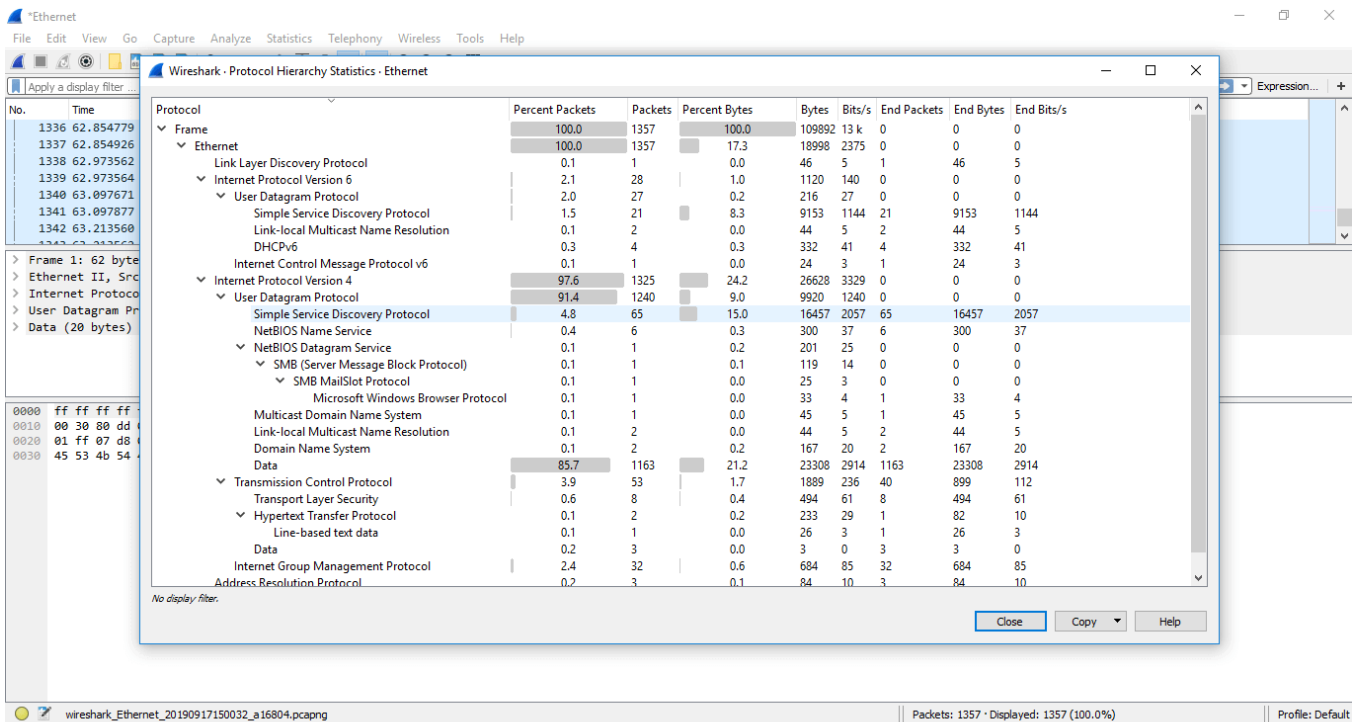 *Ethernet
File Edit View Go Capture Analyze Statistics Telephony Wireless Tools Help
Apply a display filter ... Expression... +
No. Time
1336 62.854779
1337 62.854926
1338 62.973562
1339 62.973564
1340 63.097671
1341 63.097877
1342 63.213560
Frame 1: 62 byte
Ethernet II, Src
Internet Protoco
User Datagram Pr
Data (20 bytes)
0000 ff ff ff ff
0010 00 30 80 dd
0020 01 ff 07 d8
0030 45 53 4b 54
Wireshark · Protocol Hierarchy Statistics · Ethernet
Protocol Percent Packets Packets Percent Bytes Bytes Bits/s End Packets End Bytes End Bits/s
Frame 100.0 1357 100.0 109892 13 k 0 0 0
Ethernet 100.0 1357 17.3 18998 2375 0 0 0
Link Layer Discovery Protocol 0.1 1 0.0 46 5 1 46 5
Internet Protocol Version 6 2.1 28 1.0 1120 140 0 0 0
User Datagram Protocol 2.0 27 0.2 216 27 0 0 0
Simple Service Discovery Protocol 1.5 21 8.3 9153 1144 21 9153 1144
Link-local Multicast Name Resolution 0.1 2 0.0 44 5 2 44 5
DHCPv6 0.3 4 0.3 332 41 4 332 41
Internet Control Message Protocol v6 0.1 1 0.0 24 3 1 24 3
Internet Protocol Version 4 97.6 1325 24.2 26628 3329 0 0 0
User Datagram Protocol 91.4 1240 9.0 9920 1240 0 0 0
Simple Service Discovery Protocol 4.8 65 15.0 16457 2057 65 16457 2057
NetBIOS Name Service 0.4 6 0.3 300 37 6 300 37
NetBIOS Datagram Service 0.1 1 0.2 201 25 0 0 0
SMB (Server Message Block Protocol) 0.1 1 0.1 119 14 0 0 0
SMB MailSlot Protocol 0.1 1 0.0 25 3 0 0 0
Microsoft Windows Browser Protocol 0.1 1 0.0 33 4 1 33 4
Multicast Domain Name System 0.1 1 0.0 45 5 1 45 5
Link-local Multicast Name Resolution 0.1 2 0.0 44 5 2 44 5
Domain Name System 0.1 2 0.2 167 20 2 167 20
Data 85.7 1163 21.2 23308 2914 1163 23308 2914
Transmission Control Protocol 3.9 53 1.7 1889 236 40 899 112
Transport Layer Security 0.6 8 0.4 494 61 8 494 61
Hypertext Transfer Protocol 0.1 2 0.2 233 29 1 82 10
Line-based text data 0.1 1 0.0 26 3 1 26 3
Data 0.2 3 0.0 3 0 3 3 0
Internet Group Management Protocol 2.4 32 0.6 684 85 32 684 85
Address Resolution Protocol 0.2 3 0.1 84 10 3 84 10
No display filter.
Close Copy Help
wireshark_Ethernet_20190917150032_a16804.pcapng Packets: 1357 · Displayed: 1357 (100.0%) Profile: Default